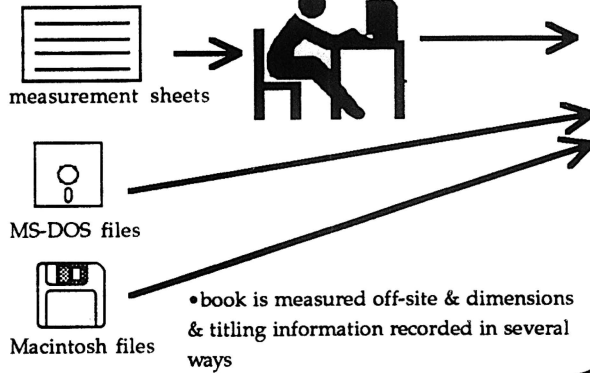 measurement sheets
MS-DOS files
•book is measured off-site & dimensions
& titling information recorded in several
ways
Macintosh files